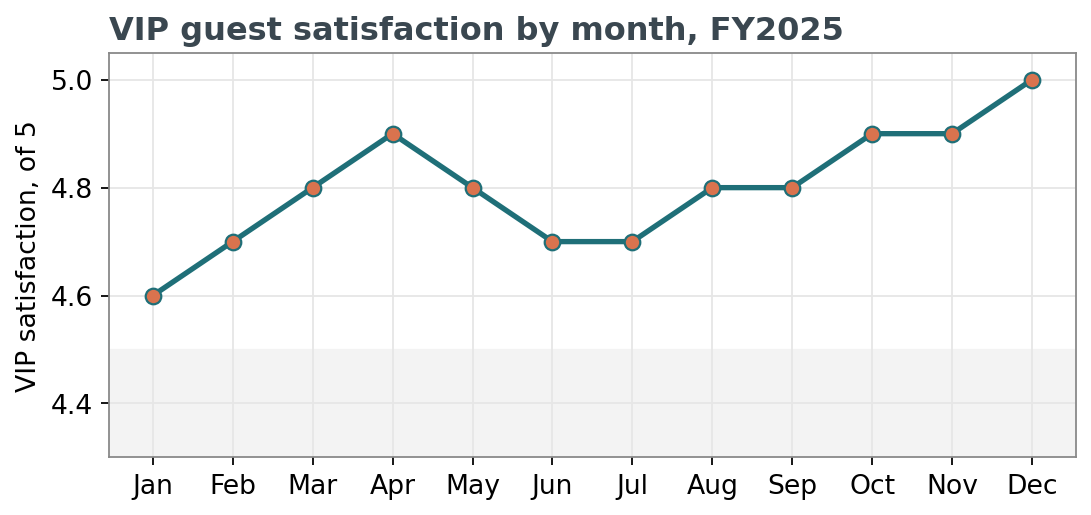 VIP guest satisfaction by month, FY2025
VIP satisfaction, of 5
5.0
4.8
4.6
4.4
Jan Feb Mar Apr May Jun Jul Aug Sep Oct Nov Dec